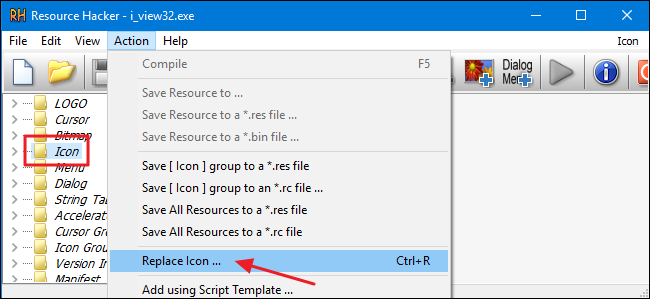 RH Resource Hacker - i_view32.exe
File Edit View Action Help Icon
Dialog
Menu
Compile F5
Save Resource to ...
Save Resource to a *.res file ...
Save Resource to a *.bin file ...
Save [ Icon ] group to a *.res file
Save [ Icon ] group to an *.rc file ...
Save All Resources to a *.res file
Save All Resources to a *.rc file
Replace Icon ... Ctrl+R
Add using Script Template ...
LOGO
Cursor
Bitmap
Icon
Menu
Dialog
String Tab
Accelerat
Cursor Gro
Icon Grou
Version In
Manifest